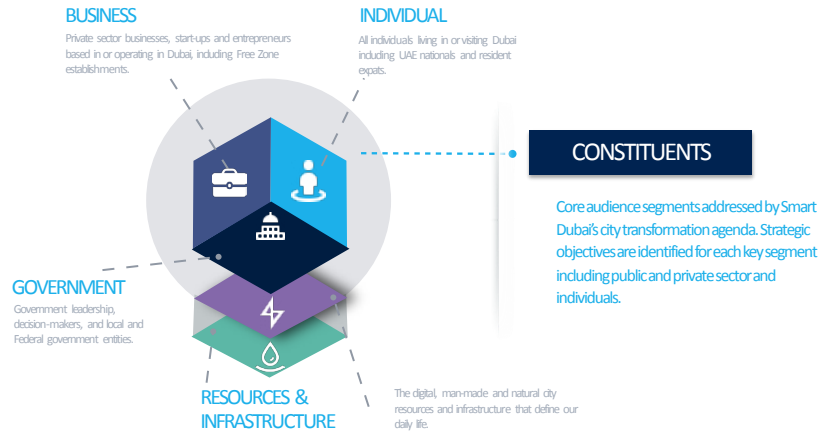 BUSINESS
Private sector businesses, start-ups and entrepreneurs
based in or operating in Dubai, including Free Zone
establishments.
INDIVIDUAL
All individuals living in or visiting Dubai
including UAE nationals and resident
expats.
CONSTITUENTS
Core audience segments addressed by Smart
Dubai's city transformation agenda. Strategic
objectives are identified for each key segment
including public and private sector and
individuals.
GOVERNMENT
Government leadership,
decision-makers, and local and
Federal government entities.
RESOURCES &
INFRASTRUCTURE
The digital, man-made and natural city
resources and infrastructure that define our
daily life.